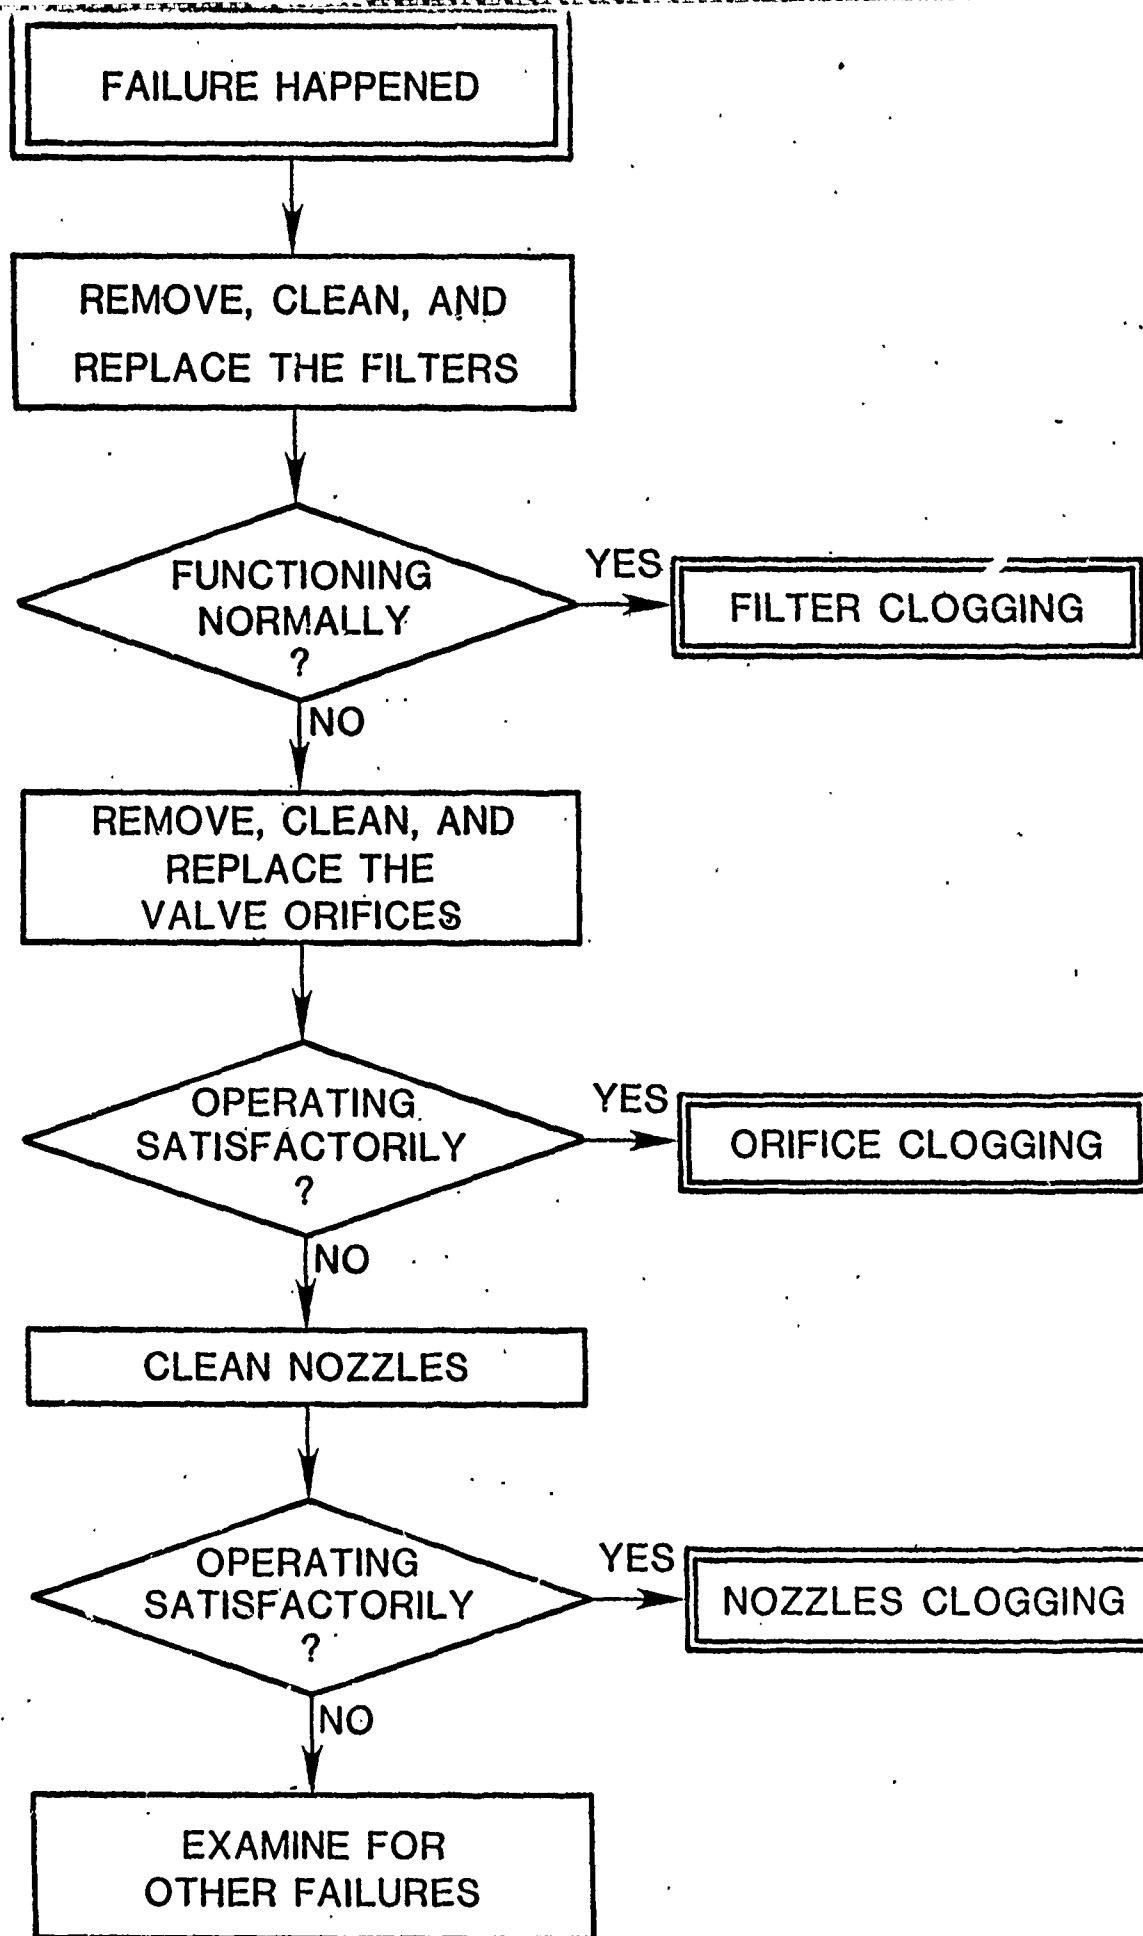 FAILURE HAPPENED
REMOVE, CLEAN, AND
REPLACE THE FILTERS
FUNCTIONING
NORMALLY
?
YES
FILTER CLOGGING
NO
REMOVE, CLEAN, AND
REPLACE THE
VALVE ORIFICES
OPERATING
SATISFACTORILY
?
YES
ORIFICE CLOGGING
NO
CLEAN NOZZLES
OPERATING
SATISFACTORILY
?
YES
NOZZLES CLOGGING
NO
EXAMINE FOR
OTHER FAILURES